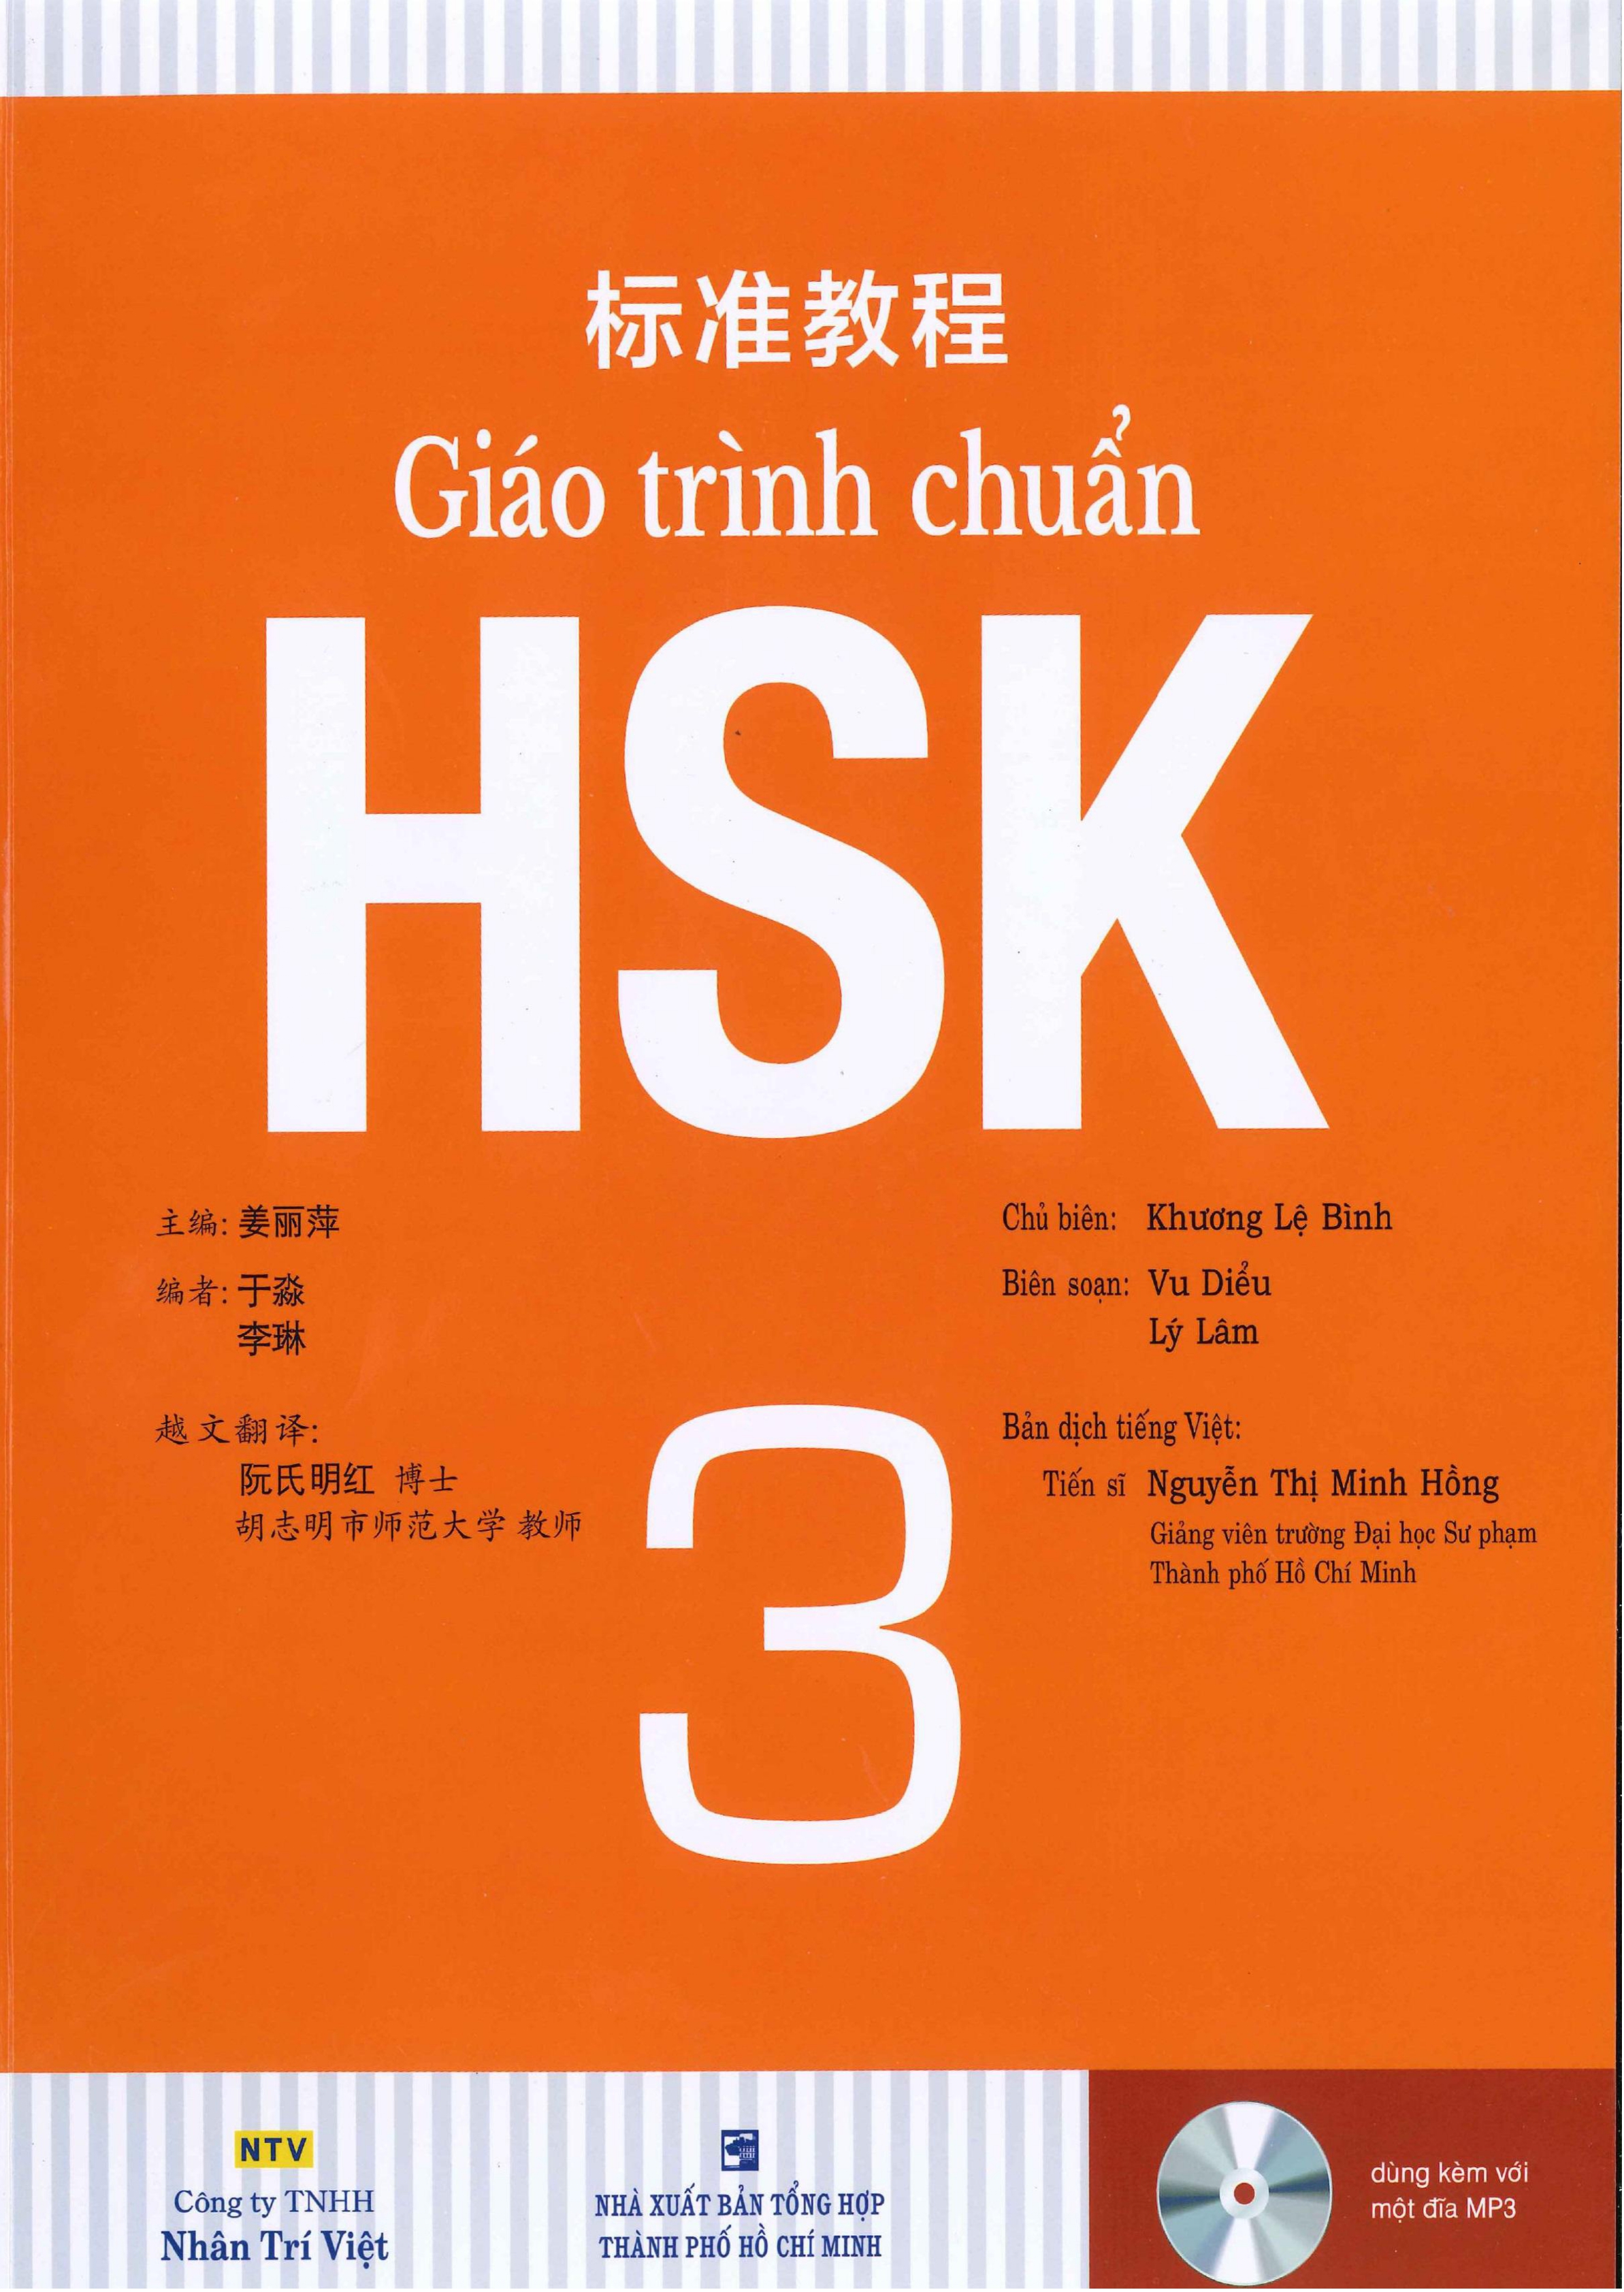 标准教程
Giáo trình chuẩn
HSK
主编: 姜丽萍
编者: 于淼
李琳
越文翻译:
阮氏明红 博士
胡志明市师范大学 教师
Chủ biên: Khương Lệ Bình
Biên soạn: Vu Diểu
Lý Lâm
Bản dịch tiếng Việt:
Tiến sĩ Nguyễn Thị Minh Hồng
Giảng viên trường Đại học Sư phạm
Thành phố Hồ Chí Minh
3
NTV
Công ty TNHH
Nhân Trí Việt
NHÀ XUẤT BẢN TỔNG HỢP
THÀNH PHỐ HỒ CHÍ MINH
dùng kèm với
một đĩa MP3